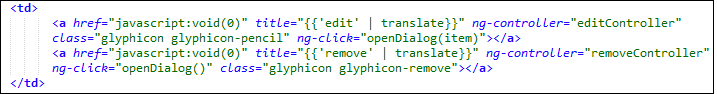 <td>
<a href="javascript:void(0)" title="{{'edit' | translate}}" ng-controller="editController"
class="glyphicon glyphicon-pencil" ng-click="openDialog(item)"></a>
<a href="javascript:void(0)" title="{{'remove' | translate}}" ng-controller="removeController"
ng-click="openDialog()" class="glyphicon glyphicon-remove"></a>
</td>